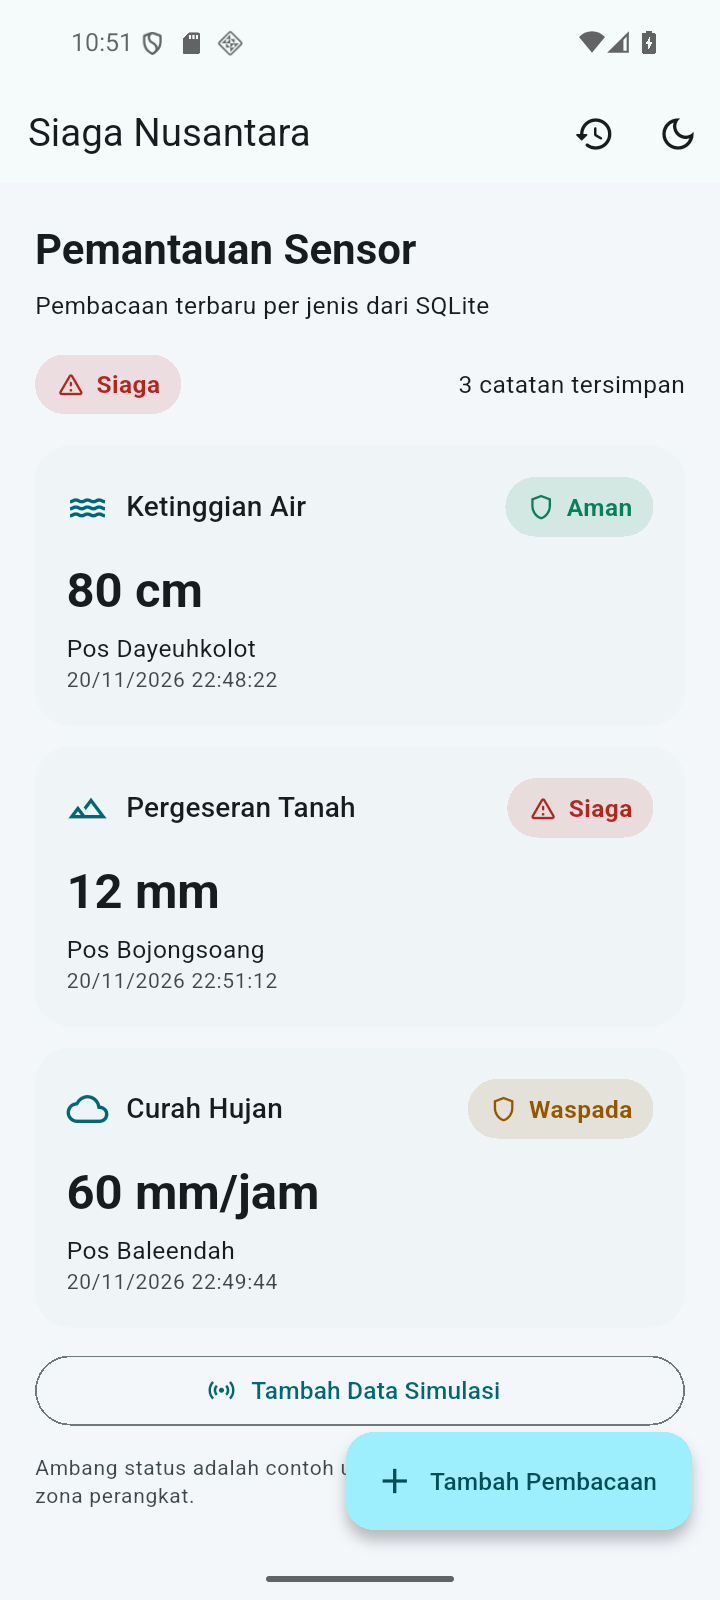 10:51
Siaga Nusantara
Pemantauan Sensor
Pembacaan terbaru per jenis dari SQLite
Siaga
3 catatan tersimpan
Ketinggian Air
Aman
80 cm
Pos Dayeuhkolot
20/11/2026 22:48:22
Pergeseran Tanah
Siaga
12 mm
Pos Bojongsoang
20/11/2026 22:51:12
Curah Hujan
Waspada
60 mm/jam
Pos Baleendah
20/11/2026 22:49:44
Tambah Data Simulasi
Ambang status adalah contoh
zona perangkat.
Tambah Pembacaan